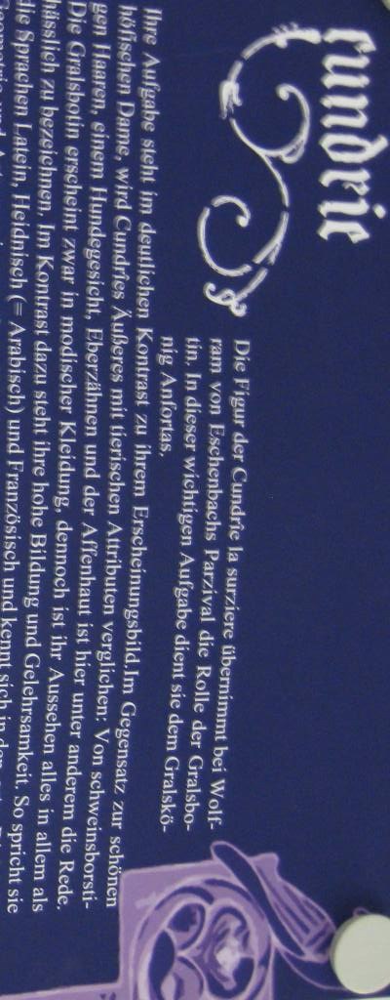 Cundrie
Die Figur der Cundrîe la surziere übernimmt bei Wolf-
ram von Eschenbachs Parzival die Rolle der Gralsbo-
tin. In dieser wichtigen Aufgabe dient sie dem Gralskö-
nig Anfortas.
Ihre Aufgabe steht im deutlichen Kontrast zu ihrem Erscheinungsbild.Im Gegensatz zur schönen
höfischen Dame, wird Cundrîes Äußeres mit tierischen Attributen verglichen: Von schweinsborsti-
gen Haaren, einem Hundegesicht, Eberzähnen und der Affenhaut ist hier unter anderem die Rede.
Die Gralsbotin erscheint zwar in modischer Kleidung, dennoch ist ihr Aussehen alles in allem als
hässlich zu bezeichnen. Im Kontrast dazu steht ihre hohe Bildung und Gelehrsamkeit. So spricht sie
die Sprachen Latein, Heidnisch (= Arabisch) und Französisch und kennt sich in den